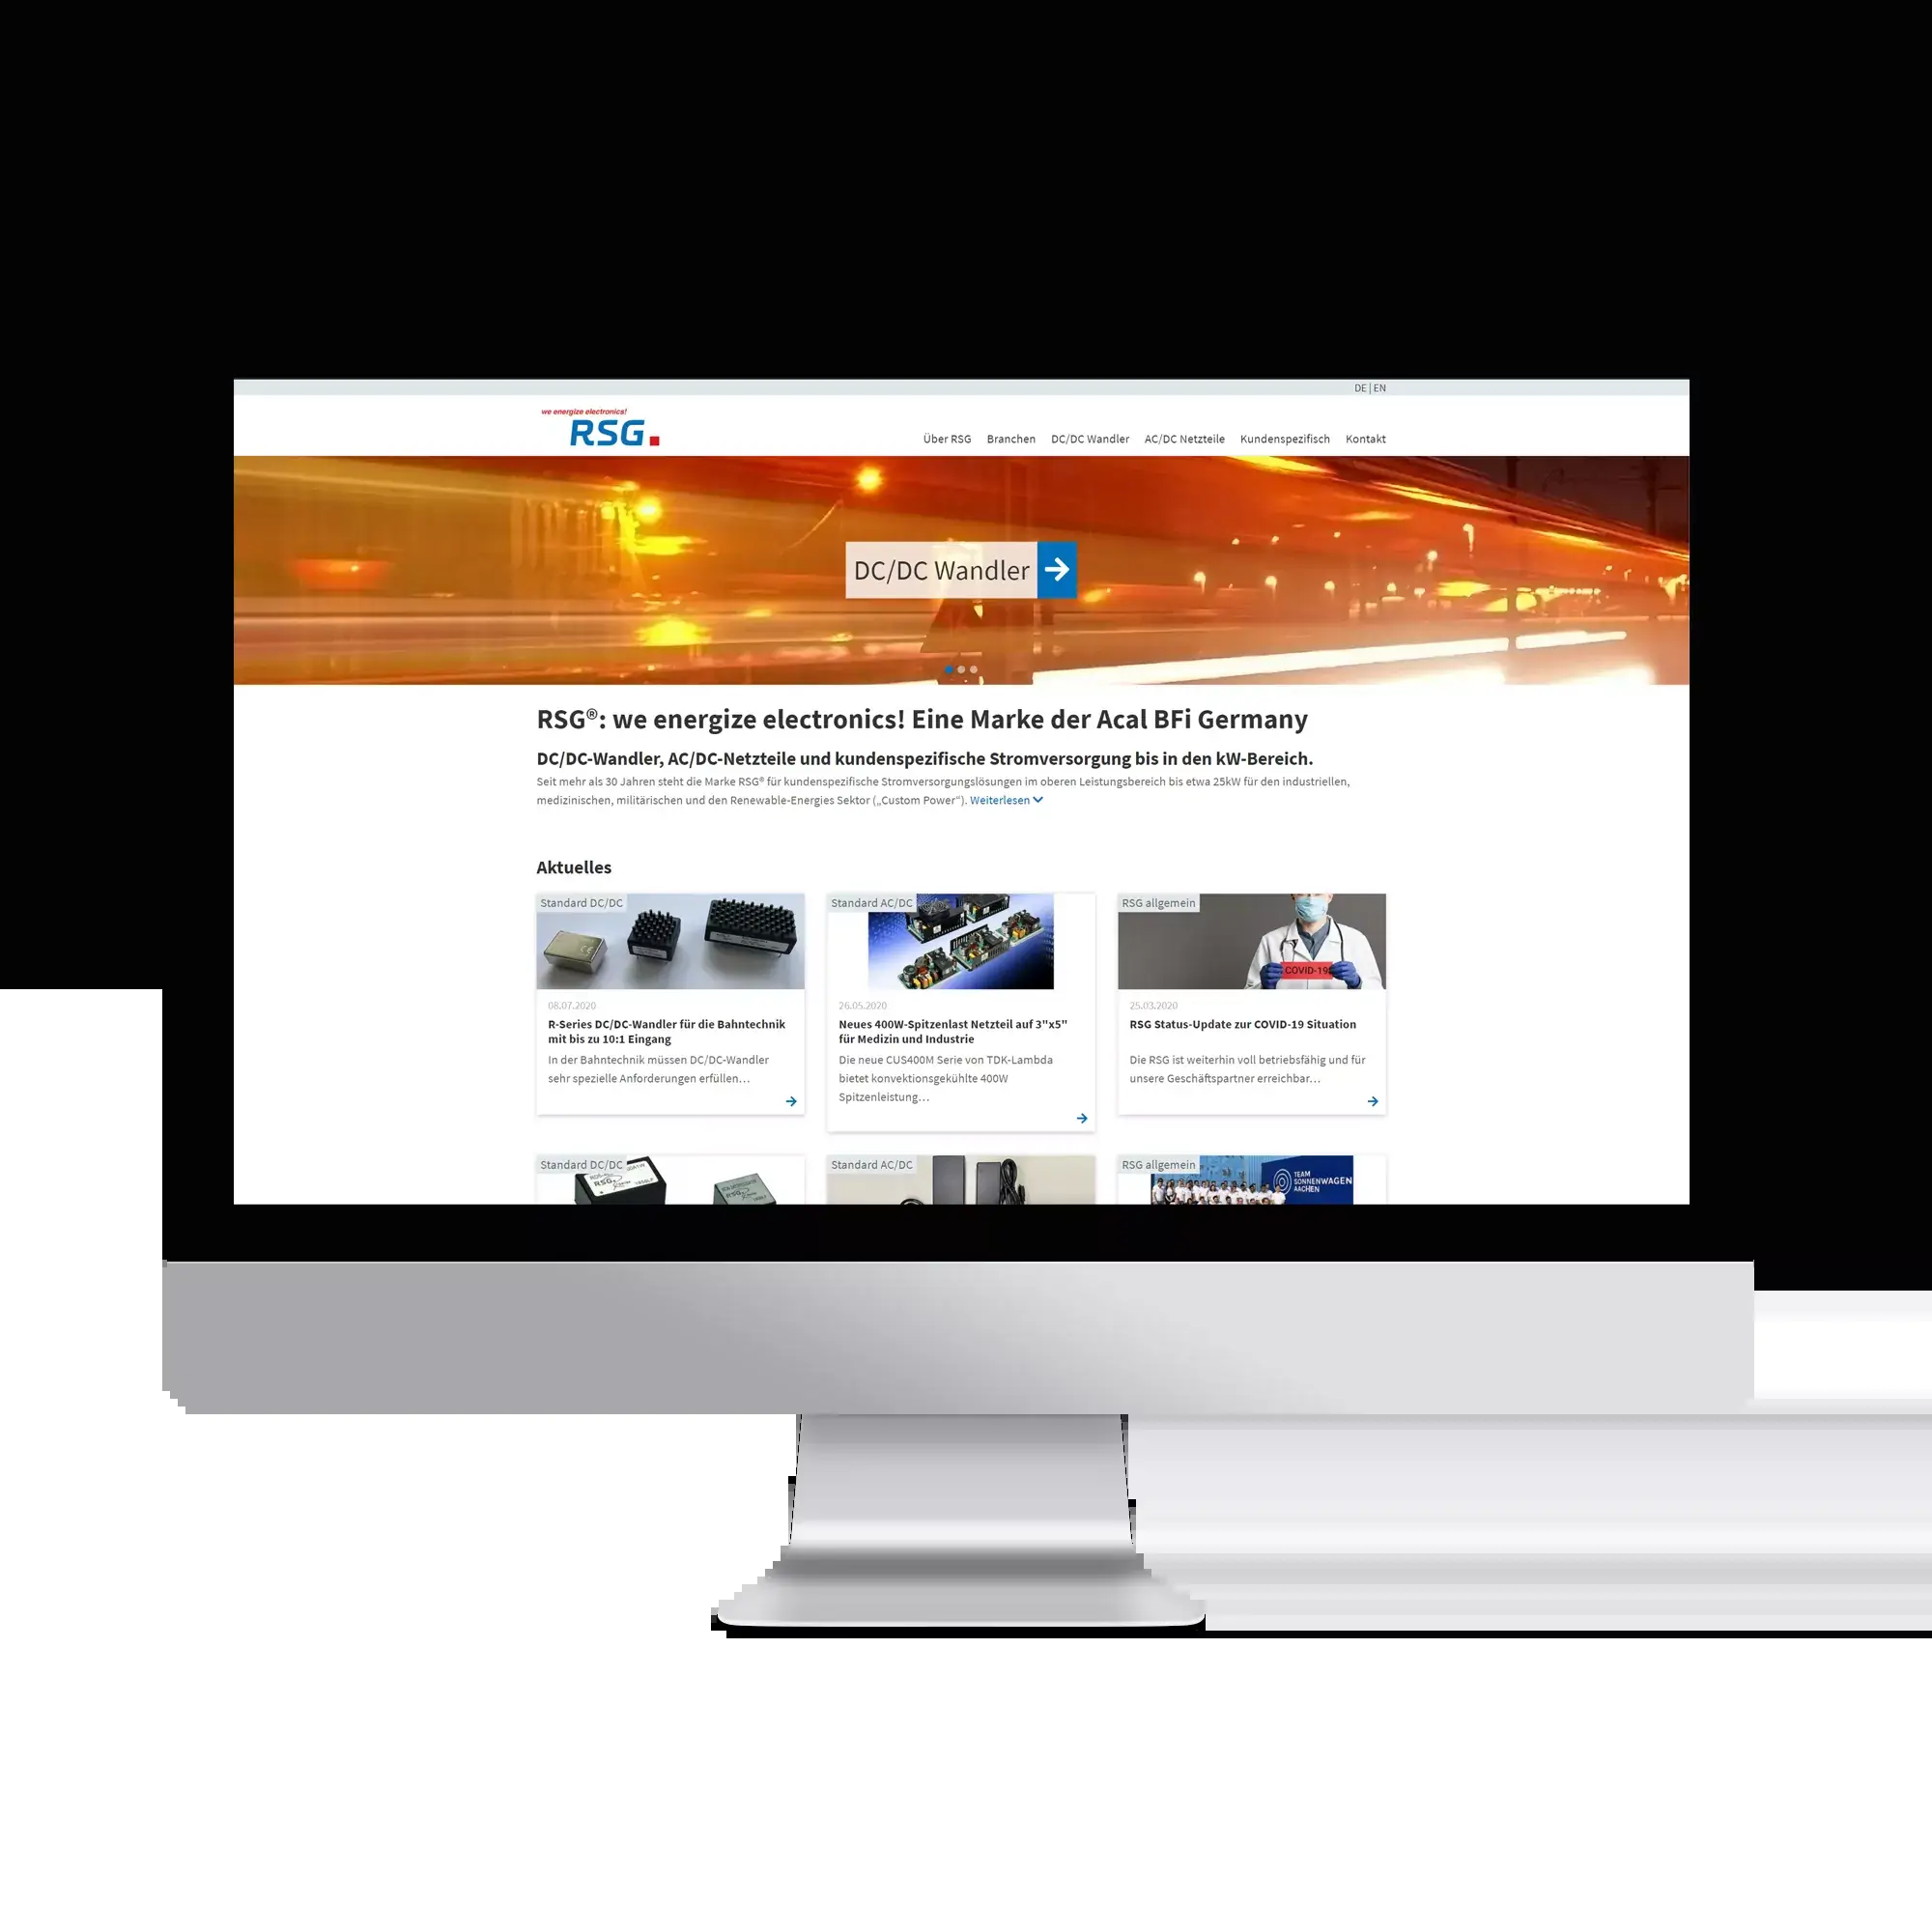 DE | EN
we energize electronics!
RSG
Über RSG Branchen DC/DC Wandler AC/DC Netzteile Kundenspezifisch Kontakt
DC/DC Wandler
RSG®: we energize electronics! Eine Marke der Acal BFi Germany
DC/DC-Wandler, AC/DC-Netzteile und kundenspezifische Stromversorgung bis in den kW-Bereich.
Seit mehr als 30 Jahren steht die Marke RSG® für kundenspezifische Stromversorgungslösungen im oberen Leistungsbereich bis etwa 25kW für den industriellen,
medizinischen, militärischen und den Renewable-Energies Sektor („Custom Power“). Weiterlesen
Aktuelles
Standard DC/DC
08.07.2020
R-Series DC/DC-Wandler für die Bahntechnik
mit bis zu 10:1 Eingang
In der Bahntechnik müssen DC/DC-Wandler
sehr spezielle Anforderungen erfüllen…
Standard AC/DC
26.05.2020
Neues 400W-Spitzenlast Netzteil auf 3"x5"
für Medizin und Industrie
Die neue CUS400M Serie von TDK-Lambda
bietet konvektionsgekühlte 400W
Spitzenleistung…
RSG allgemein
COVID-19
25.03.2020
RSG Status-Update zur COVID-19 Situation
Die RSG ist weiterhin voll betriebsfähig und für
unsere Geschäftspartner erreichbar…
Standard DC/DC
RSG
Standard AC/DC
RSG allgemein
TEAM
SONNENWAGEN
AACHEN